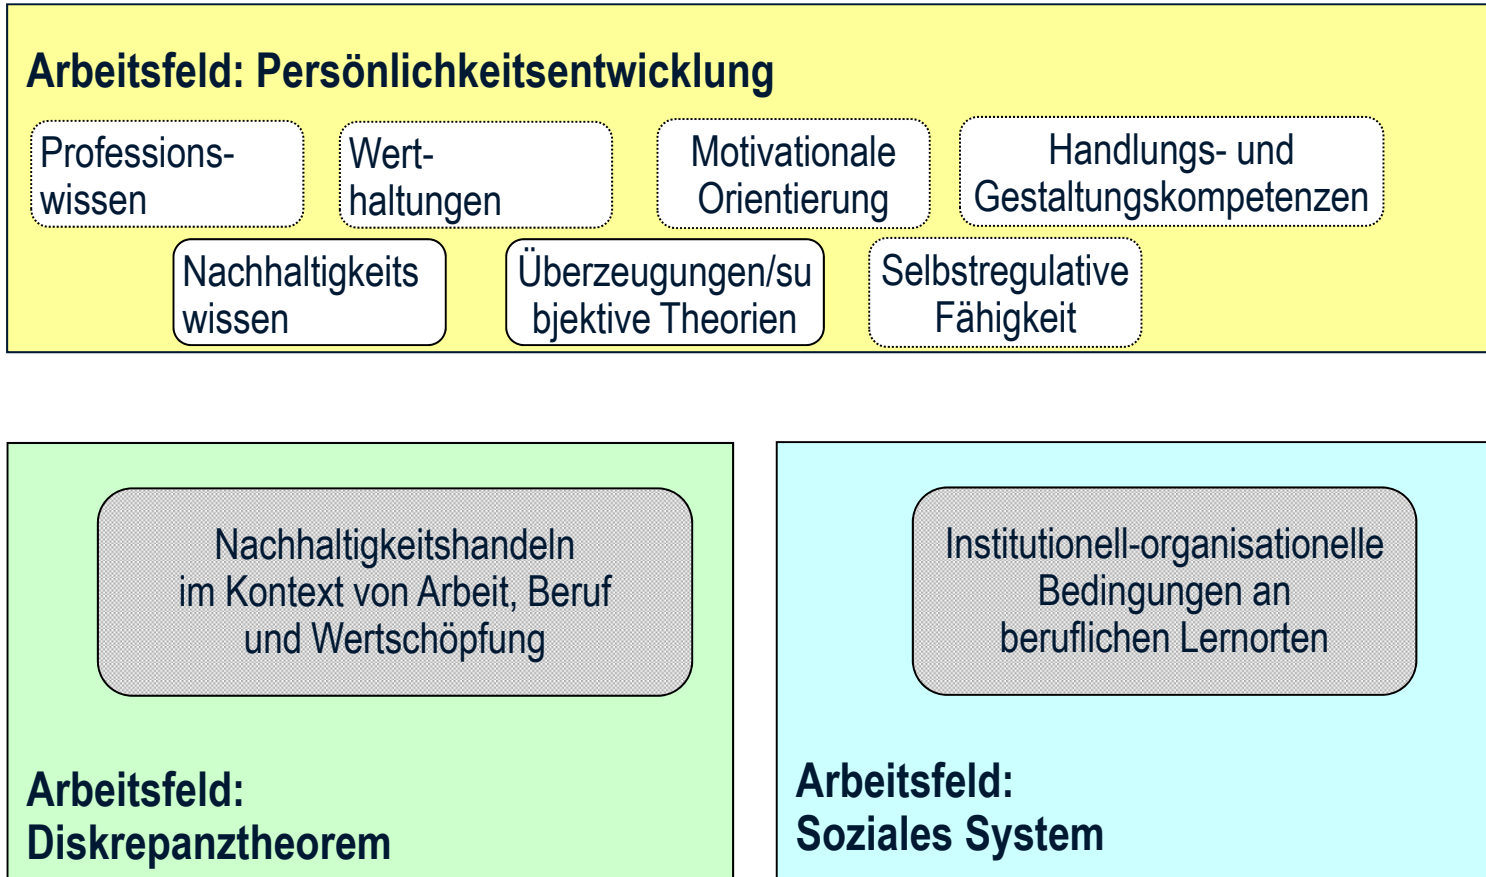 Arbeitsfeld: Persönlichkeitsentwicklung
Professions-
wissen
Wert-
haltungen
Motivationale
Orientierung
Handlungs- und
Gestaltungskompetenzen
Nachhaltigkeits
wissen
Überzeugungen/su
bjektive Theorien
Selbstregulative
Fähigkeit
Nachhaltigkeitshandeln
im Kontext von Arbeit, Beruf
und Wertschöpfung
Arbeitsfeld:
Diskrepanztheorem
Institutionell-organisationelle
Bedingungen an
beruflichen Lernorten
Arbeitsfeld:
Soziales System